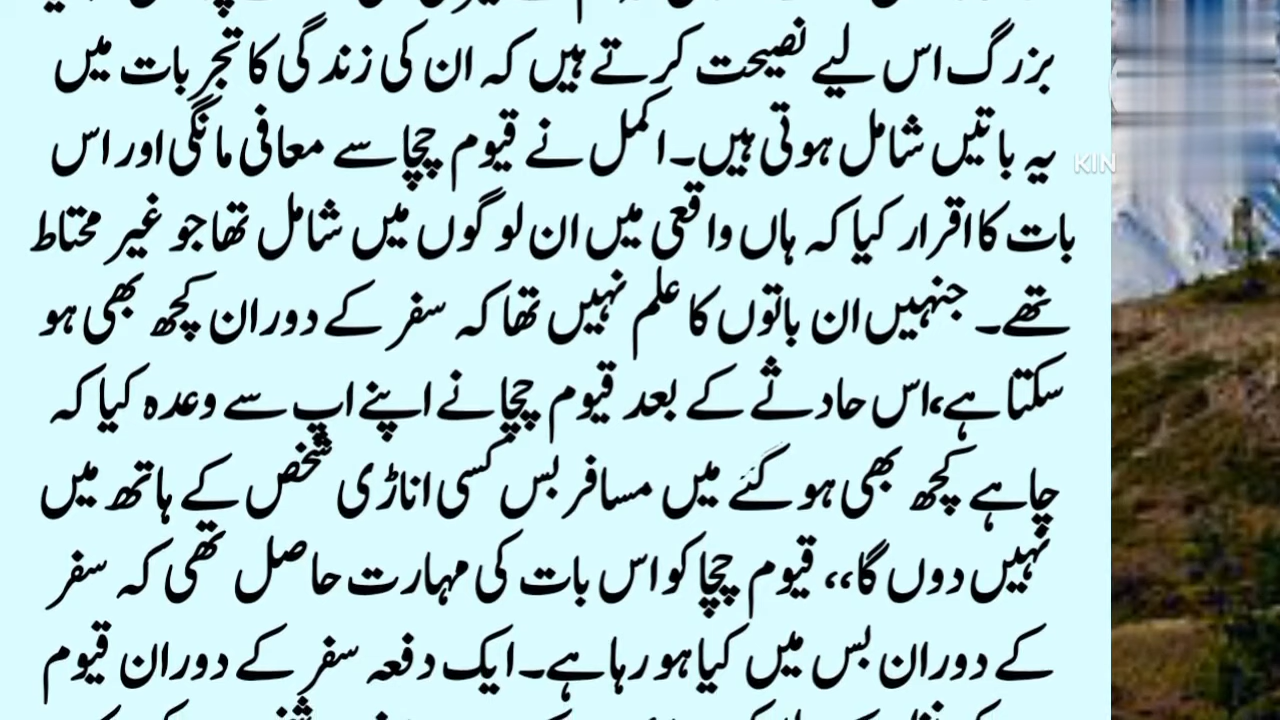 بزرگ اس لیے نصیحت کرتے ہیں کہ ان کی زندگی کا تجربات میں
یہ باتیں شامل ہوتی ہیں۔ اکمل نے قیوم چچا سے معافی مانگی اور اس
بات کا اقرار کیا کہ ہاں واقعی میں ان لوگوں میں شامل تھا جو غیر محتاط
تھے۔ جنہیں ان باتوں کا علم نہیں تھا کہ سفر کے دوران کچھ بھی ہو
سکتا ہے، اس حادثے کے بعد قیوم چچا نے اپنے اپ سے وعدہ کیا کہ
چاہے کچھ بھی ہو گئے میں مسافر بس کسی اناڑی شخص کے ہاتھ میں
نہیں دوں گا،، قیوم چچا کو اس بات کی مہارت حاصل تھی کہ سفر
کے دوران بس میں کیا ہو رہا ہے۔ ایک دفعہ سفر کے دوران قیوم
KIN